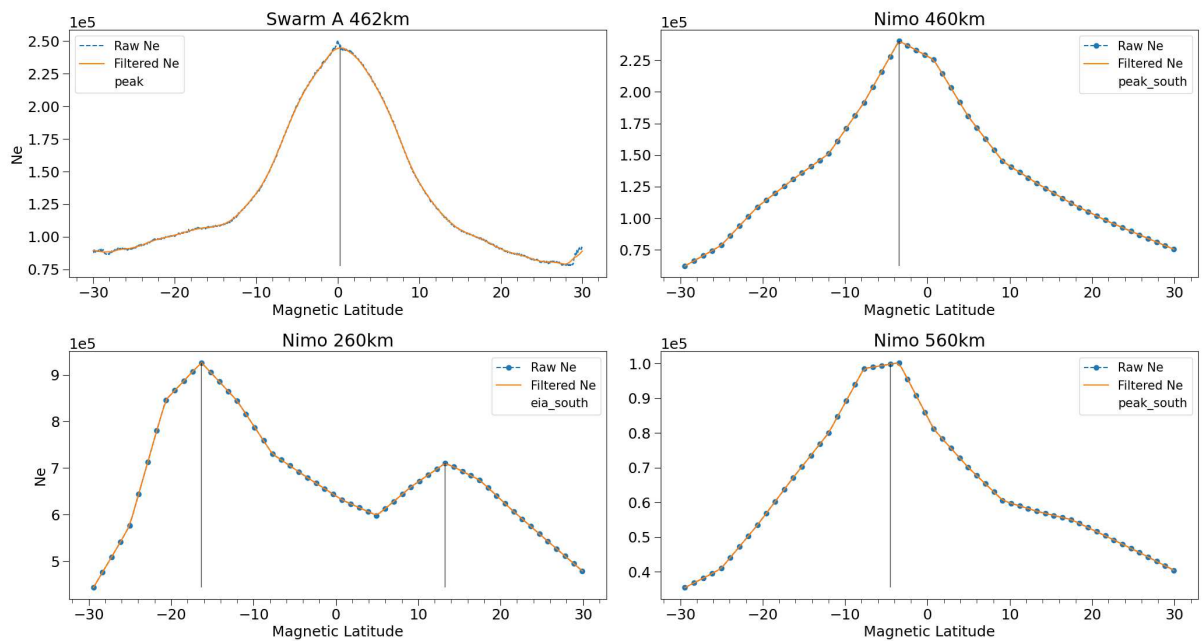 Swarm A 462km
1e5
2.50
2.25
2.00
1.75
1.50
1.25
1.00
0.75
Ne
Raw Ne
Filtered Ne
peak
−30 −20 −10 0 10 20 30
Magnetic Latitude
Nimo 460km
1e5
2.25
2.00
1.75
1.50
1.25
1.00
0.75
Raw Ne
Filtered Ne
peak_south
−30 −20 −10 0 10 20 30
Magnetic Latitude
Nimo 260km
1e5
9
8
7
6
5
Ne
Raw Ne
Filtered Ne
eia_south
−30 −20 −10 0 10 20 30
Magnetic Latitude
Nimo 560km
1e5
1.0
0.9
0.8
0.7
0.6
0.5
0.4
Raw Ne
Filtered Ne
peak_south
−30 −20 −10 0 10 20 30
Magnetic Latitude